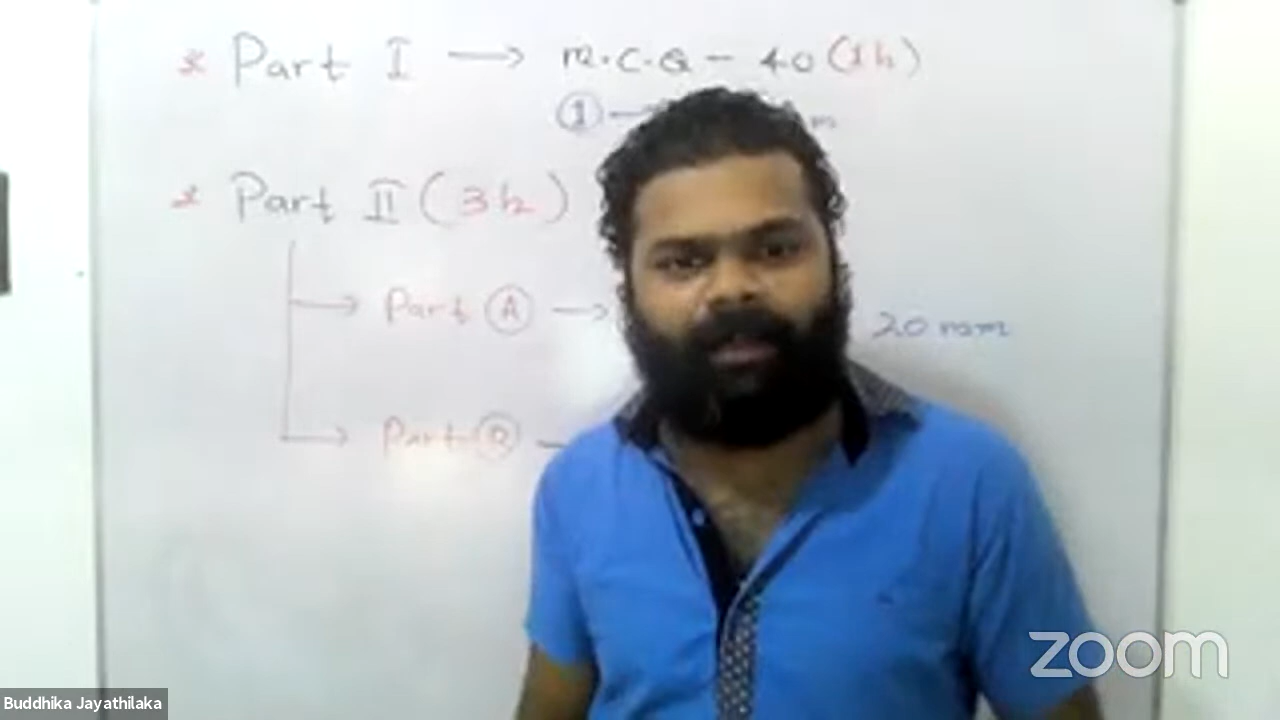 * Part I → M.C.Q - 40 (1h)
① →
* Part II (3h)
→ Part Ⓐ →
20 mm
→ Part Ⓑ -
Buddhika Jayathilaka
zoom